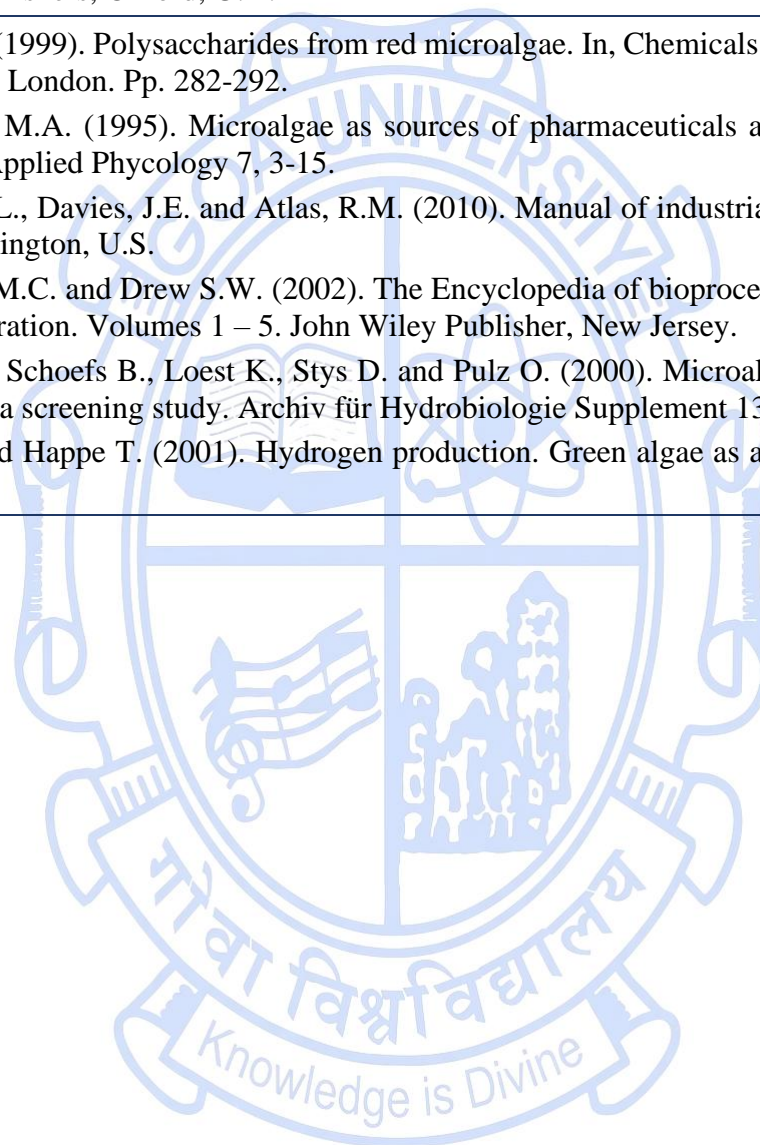 (1999). Polysaccharides from red microalgae. In, Chemicals
London. Pp. 282-292.
M.A. (1995). Microalgae as sources of pharmaceuticals a
Applied Phycology 7, 3-15.
L., Davies, J.E. and Atlas, R.M. (2010). Manual of industria
ington, U.S.
M.C. and Drew S.W. (2002). The Encyclopedia of bioproce
ration. Volumes 1 – 5. John Wiley Publisher, New Jersey.
Schoefs B., Loest K., Stys D. and Pulz O. (2000). Microal
a screening study. Archiv für Hydrobiologie Supplement 13
d Happe T. (2001). Hydrogen production. Green algae as a
GOA UNIVERSITY
गोंवा विश्वविद्यालय
Knowledge is Divine